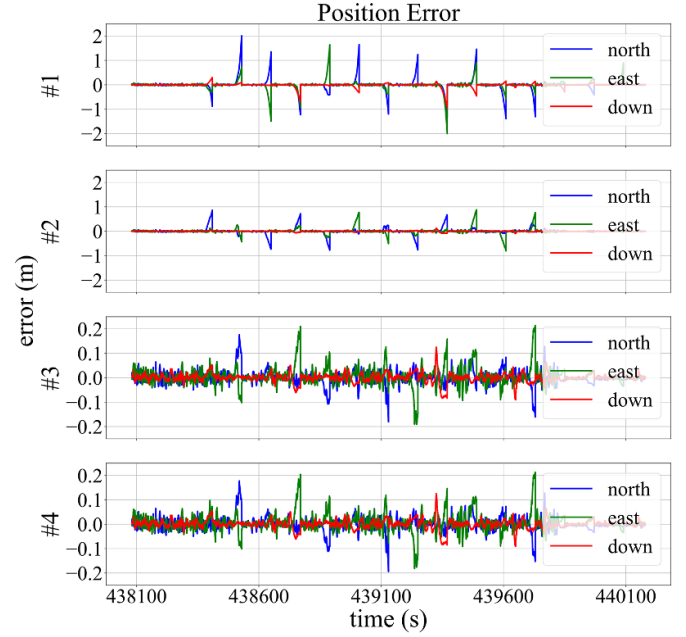 Position Error
#1
2
1
0
−1
−2
north
east
down
#2
2
1
0
−1
−2
north
east
down
error (m)
#3
0.2
0.1
0.0
−0.1
−0.2
north
east
down
#4
0.2
0.1
0.0
−0.1
−0.2
north
east
down
438100 438600 439100 439600 440100
time (s)